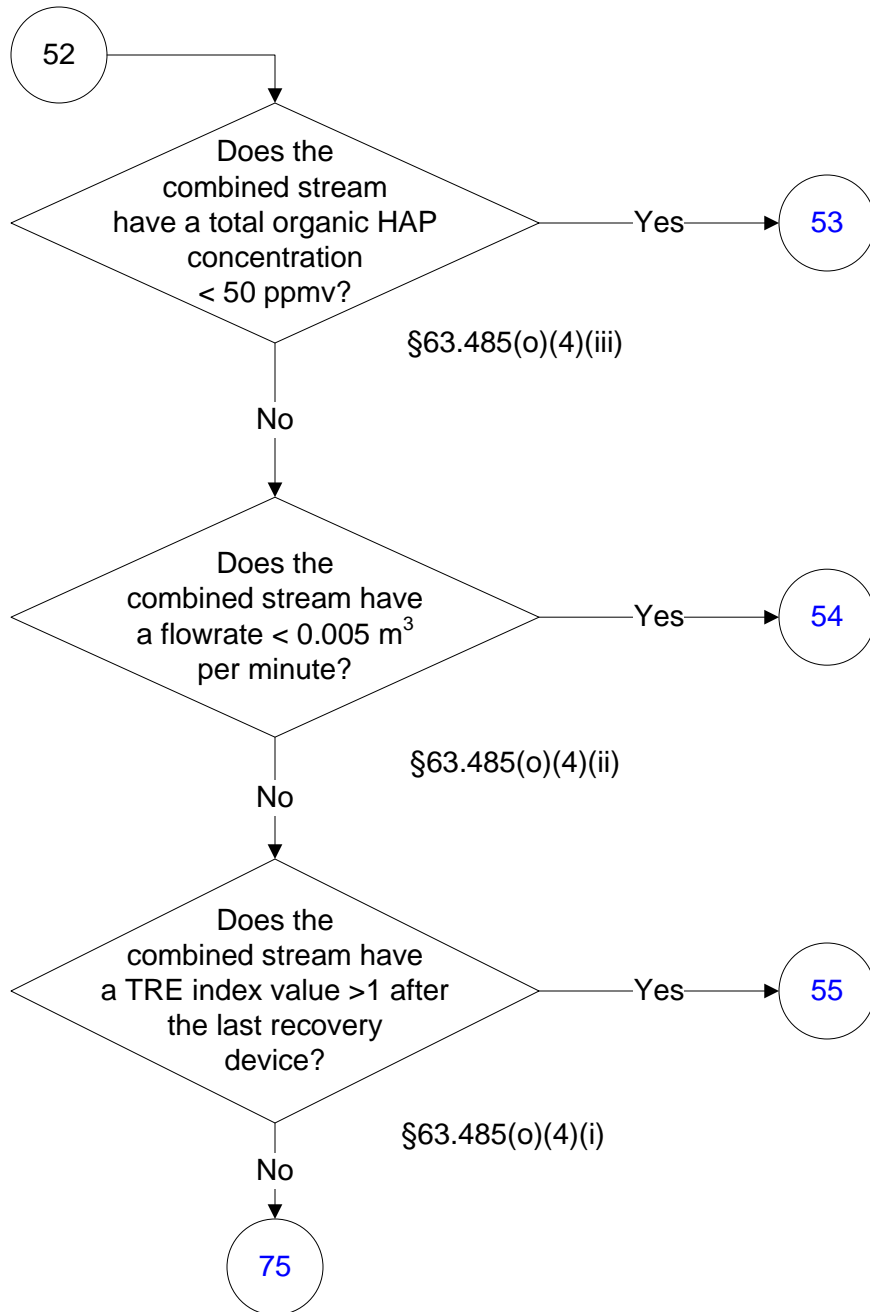 52
Does the
combined stream
have a total organic HAP
concentration
< 50 ppmv?
Yes
53
§63.485(o)(4)(iii)
No
Does the
combined stream have
a flowrate < 0.005 m³
per minute?
Yes
54
§63.485(o)(4)(ii)
No
Does the
combined stream have
a TRE index value >1 after
the last recovery
device?
Yes
55
§63.485(o)(4)(i)
No
75